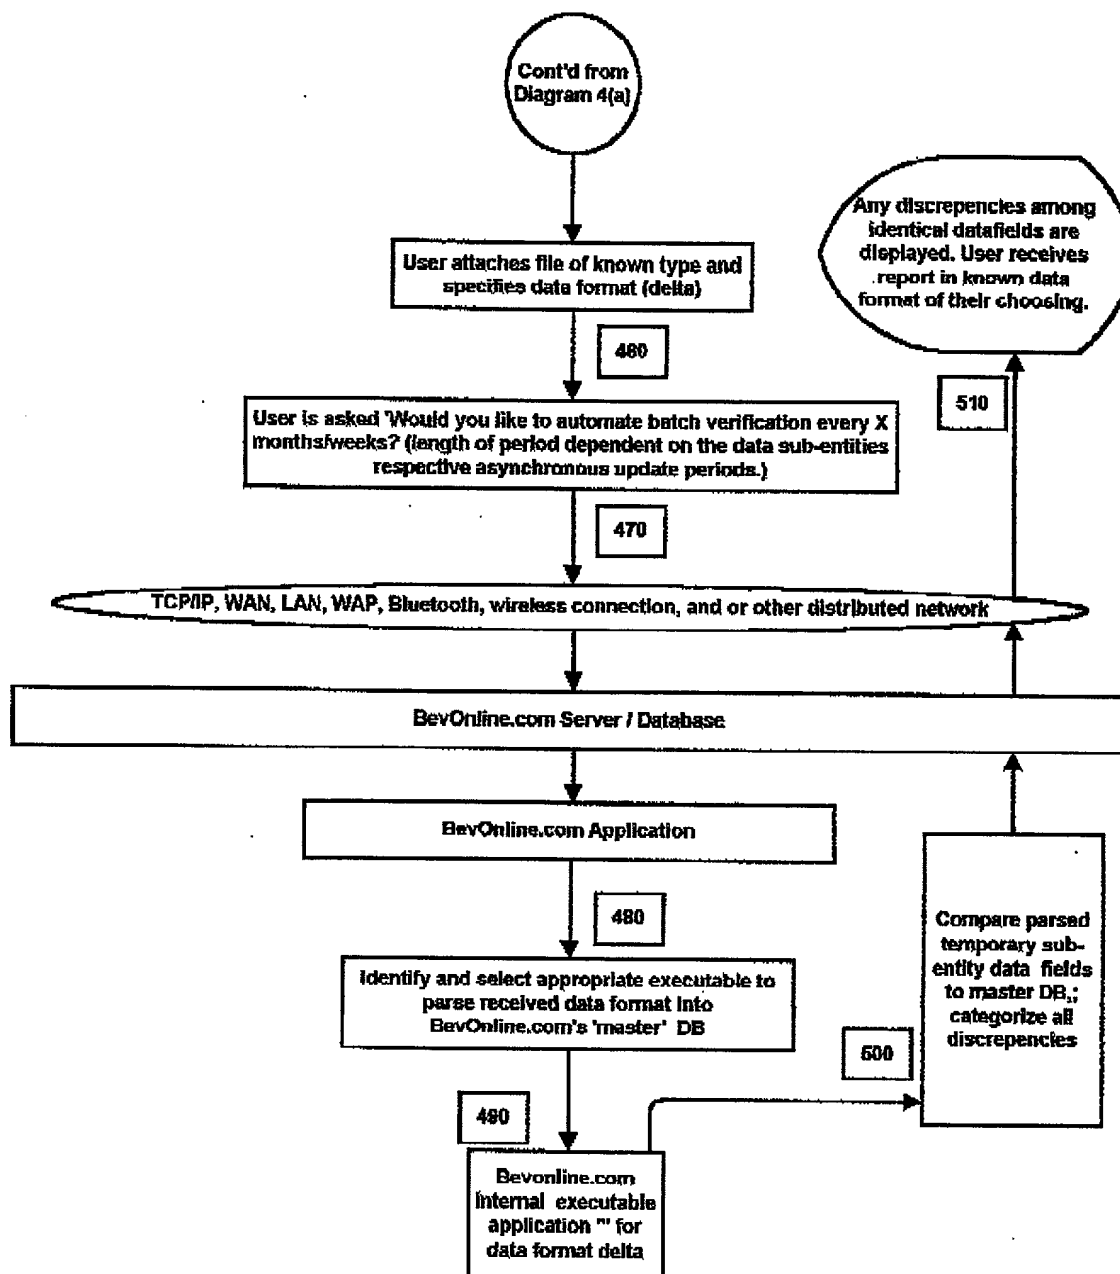 Cont'd from
Diagram 4(a)
User attaches file of known type and
specifies data format (delta)
460
User is asked 'Would you like to automate batch verification every X
months/weeks? (length of period dependent on the data sub-entities
respective asynchronous update periods.)
470
TCP/IP, WAN, LAN, WAP, Bluetooth, wireless connection, and or other distributed network
BevOnline.com Server / Database
BevOnline.com Application
480
Identify and select appropriate executable to
parse received data format into
BevOnline.com's 'master' DB
490
Bevonline.com
Internal executable
application "' for
data format delta
500
Compare parsed
temporary sub-
entity data fields
to master DB,;
categorize all
discrepencies
510
Any discrepencies among
identical datafields are
displayed. User receives
report in known data
format of their choosing.